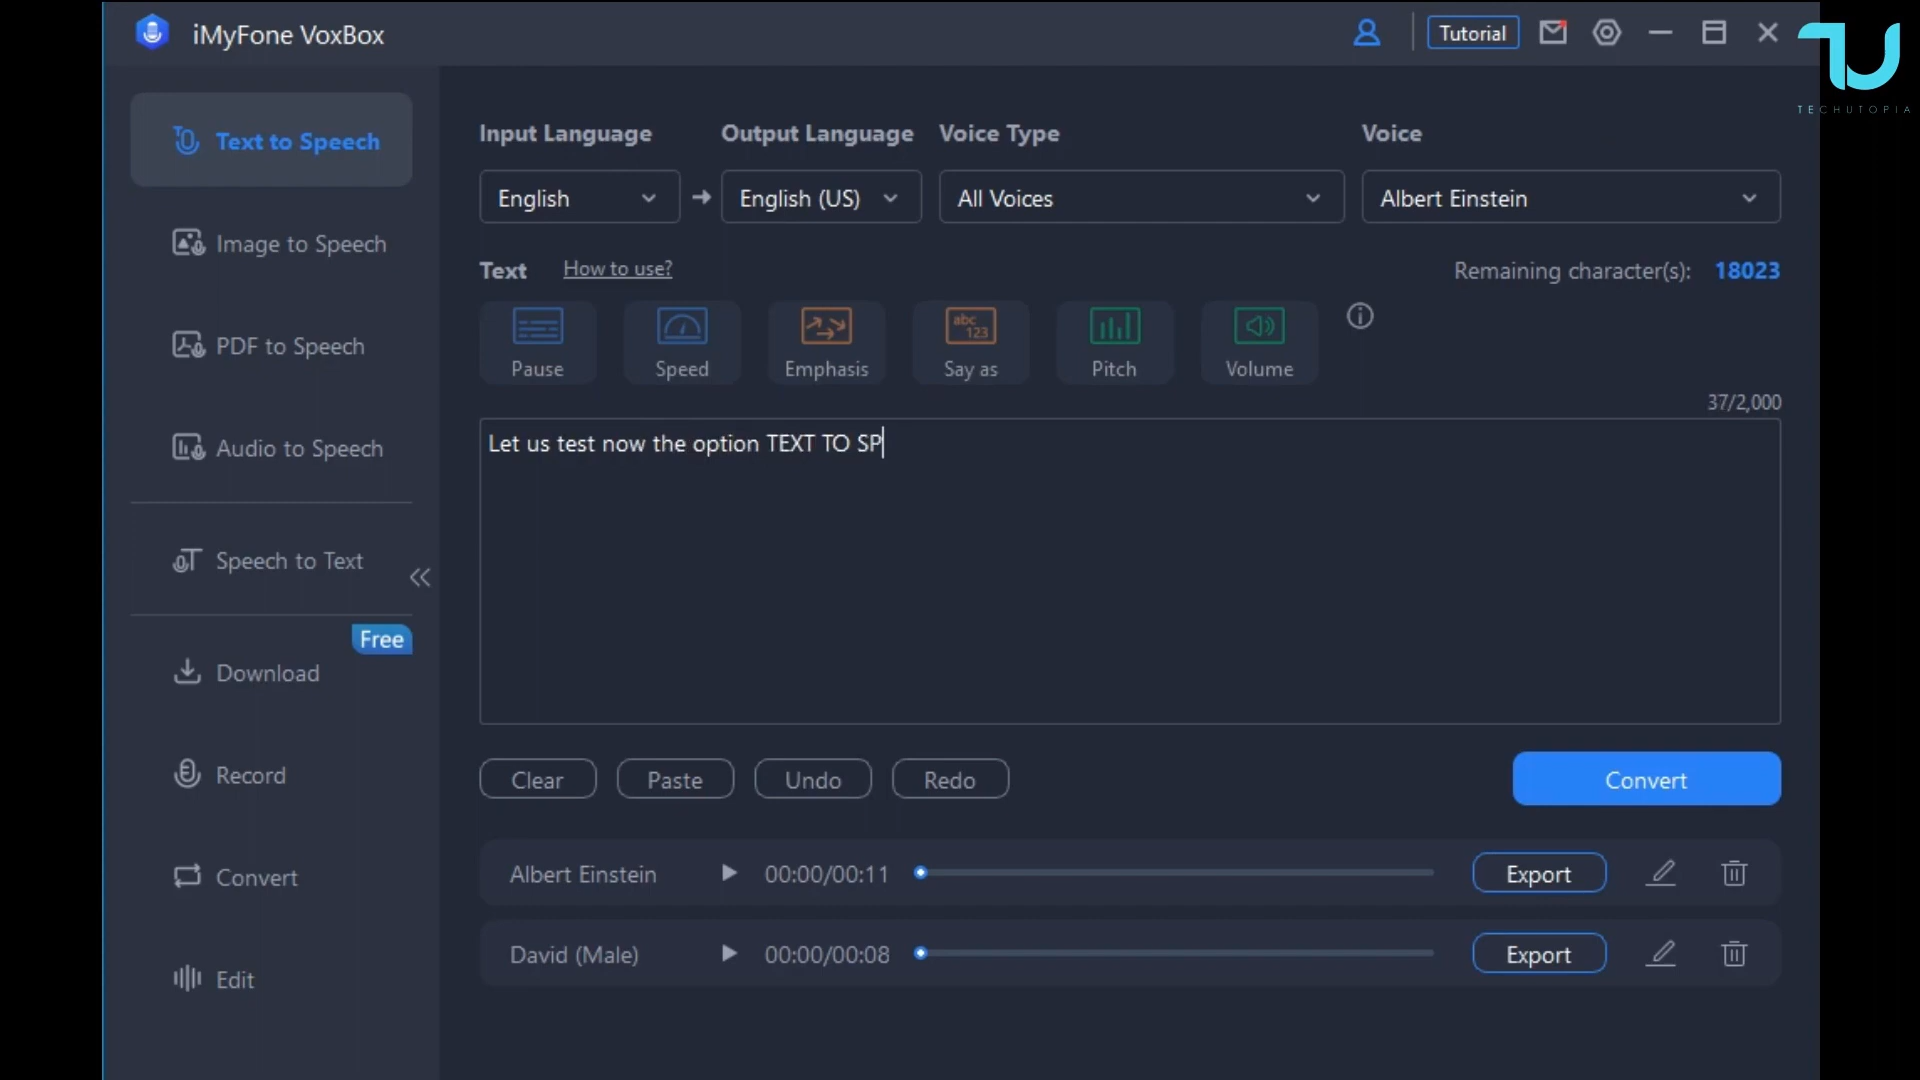 iMyFone VoxBox
Tutorial
TECHUTOPIA
Text to Speech
Image to Speech
PDF to Speech
Audio to Speech
Speech to Text
Free
Download
Record
Convert
Edit
Input Language
Output Language
Voice Type
Voice
English
English (US)
All Voices
Albert Einstein
Text
How to use?
Remaining character(s): 18023
Pause
Speed
Emphasis
abc
123
Say as
Pitch
Volume
37/2,000
Let us test now the option TEXT TO SP
Clear
Paste
Undo
Redo
Convert
Albert Einstein
00:00/00:11
Export
David (Male)
00:00/00:08
Export